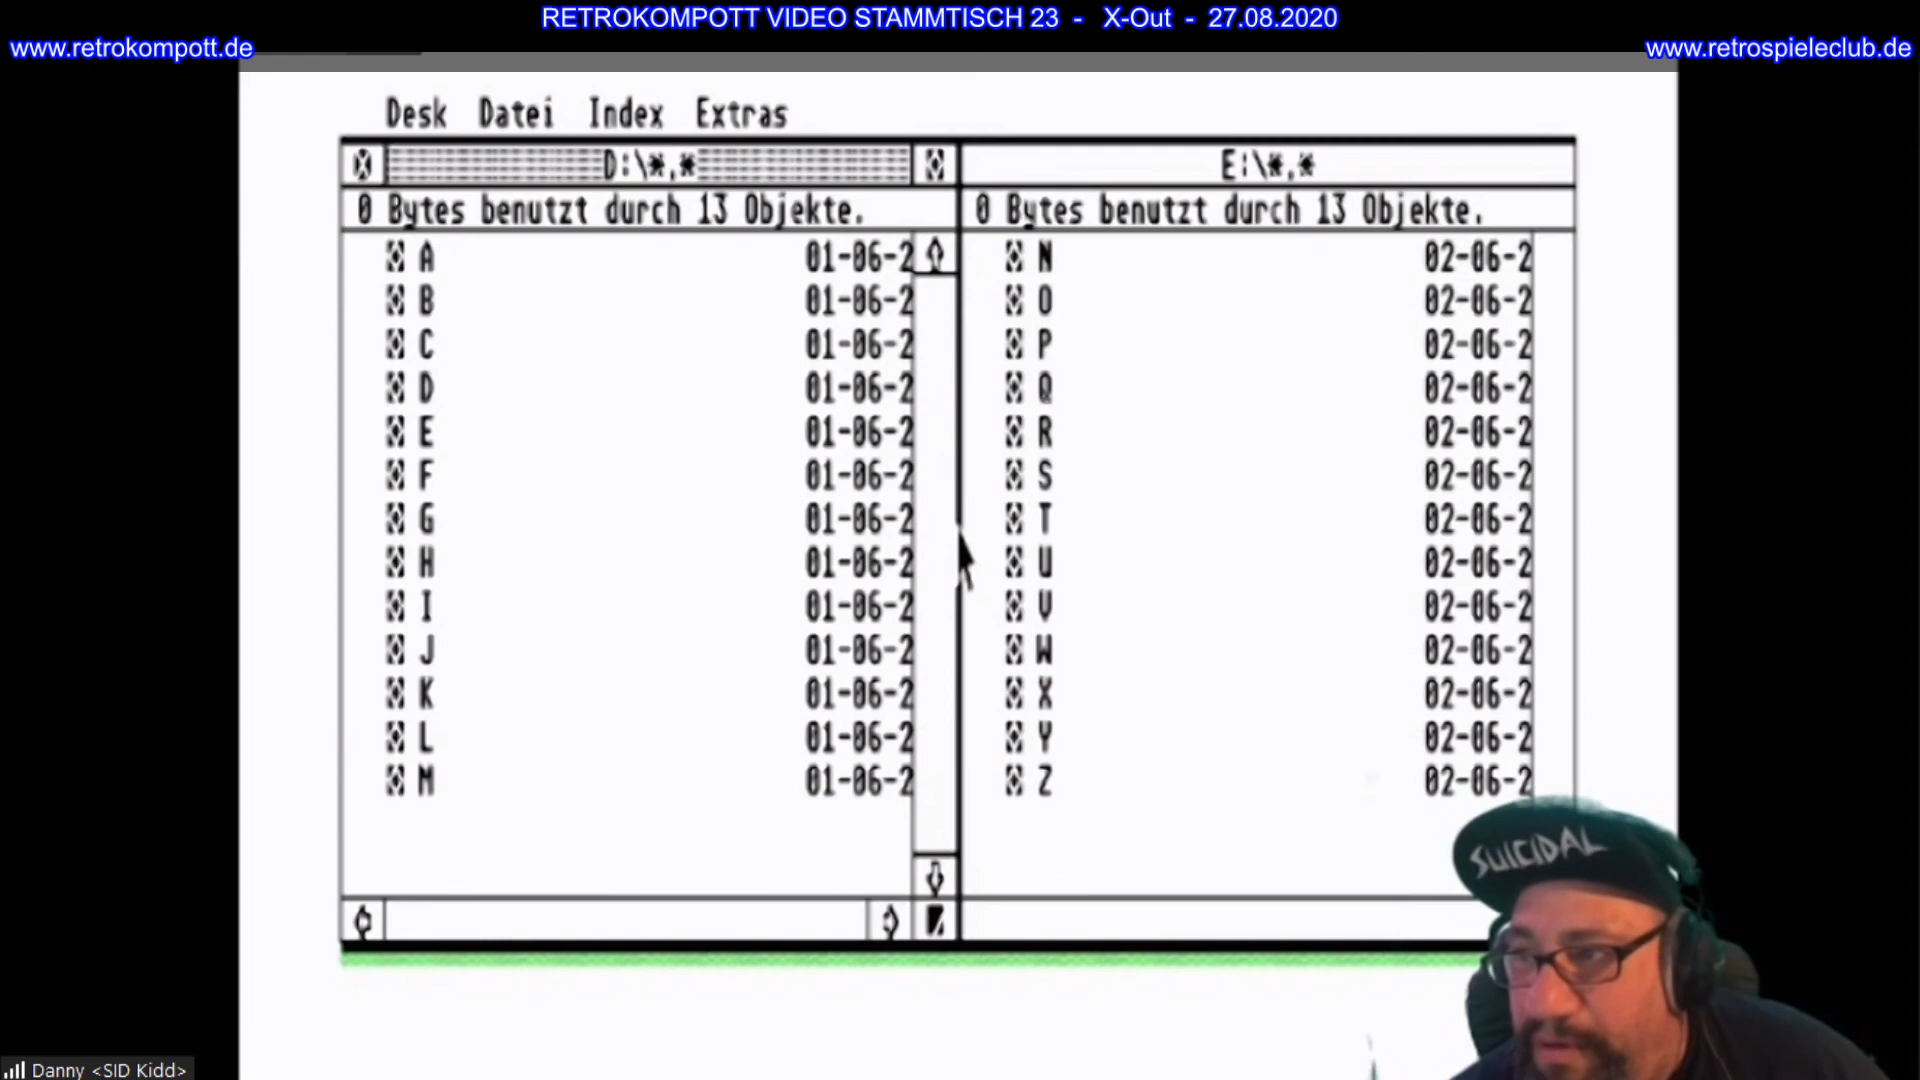 RETROKOMPOTT VIDEO STAMMTISCH 23 - X-Out - 27.08.2020
www.retrokompott.de
www.retrospieleclub.de
Desk Datei Index Extras
D:\*.*
E:\*.*
0 Bytes benutzt durch 13 Objekte.
0 Bytes benutzt durch 13 Objekte.
A 01-06-2
B 01-06-2
C 01-06-2
D 01-06-2
E 01-06-2
F 01-06-2
G 01-06-2
H 01-06-2
I 01-06-2
J 01-06-2
K 01-06-2
L 01-06-2
M 01-06-2
N 02-06-2
O 02-06-2
P 02-06-2
Q 02-06-2
R 02-06-2
S 02-06-2
T 02-06-2
U 02-06-2
V 02-06-2
W 02-06-2
X 02-06-2
Y 02-06-2
Z 02-06-2
SUICIDAL
Danny <SID Kidd>